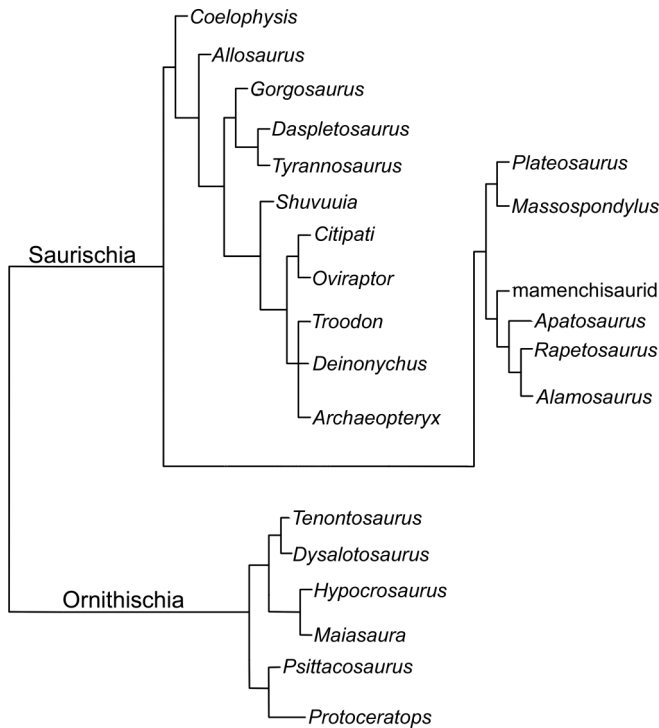 Coelophysis
Allosaurus
Gorgosaurus
Daspletosaurus
Tyrannosaurus
Shuvuuia
Citipati
Oviraptor
Troodon
Deinonychus
Archaeopteryx
Saurischia
Plateosaurus
Massospondylus
mamenchisaurid
Apatosaurus
Rapetosaurus
Alamosaurus
Tenontosaurus
Dysalotosaurus
Ornithischia
Hypocrosaurus
Maiasaura
Psittacosaurus
Protoceratops